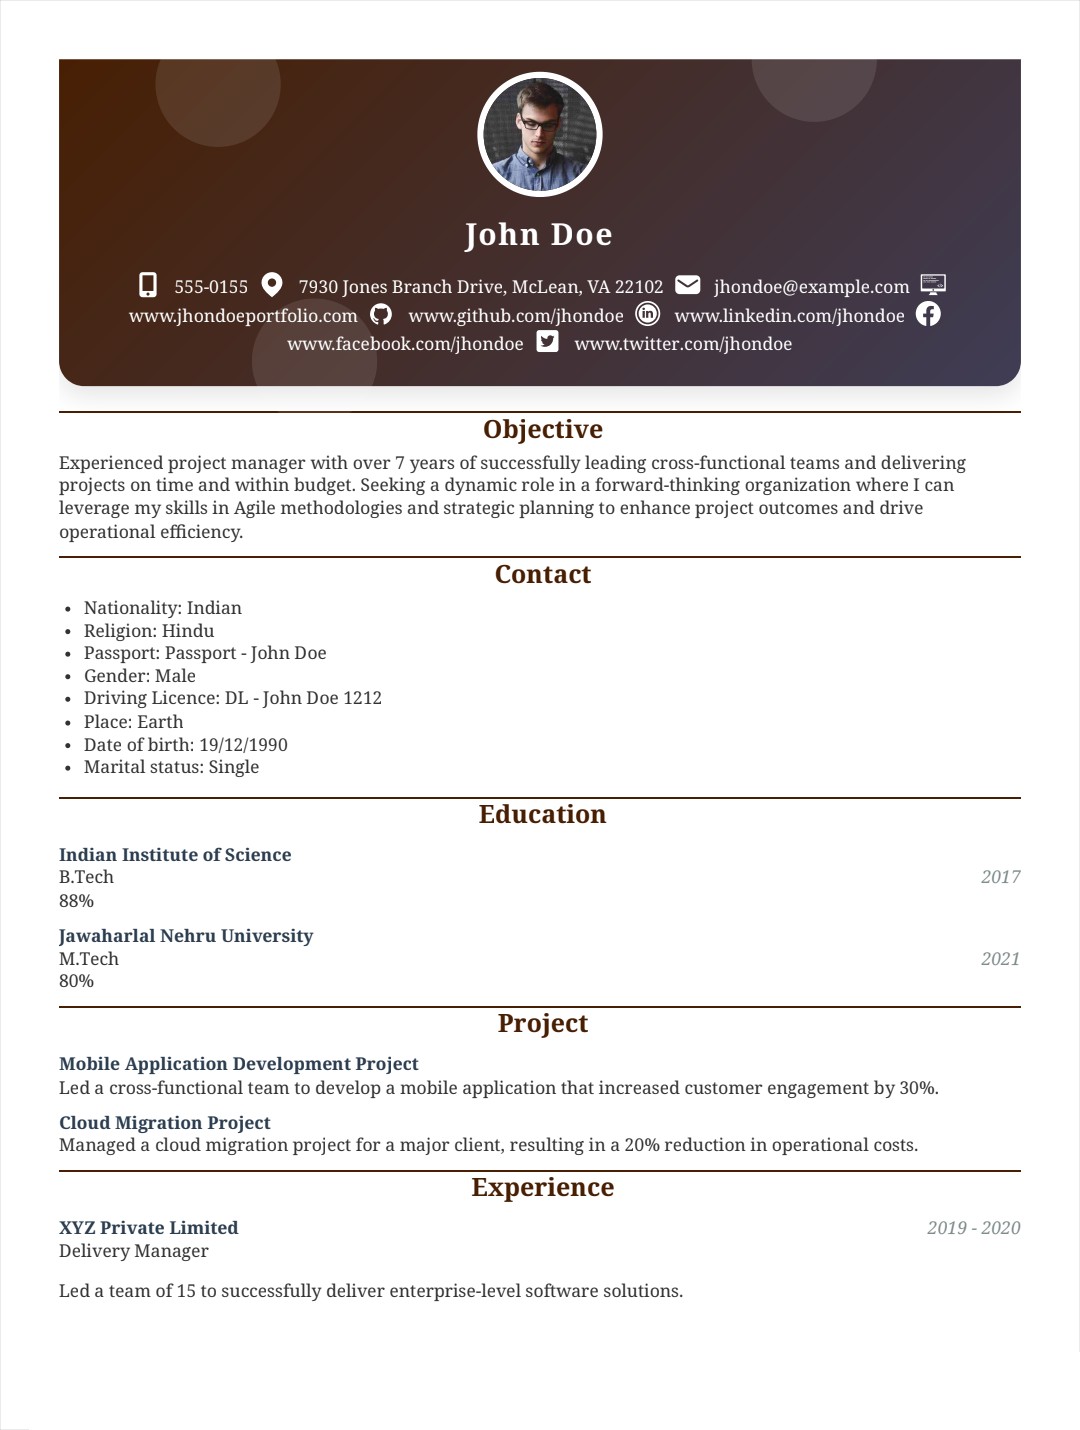 John Doe
555-0155 7930 Jones Branch Drive, McLean, VA 22102 jhondoe@example.com
www.jhondoeportfolio.com www.github.com/jhondoe www.linkedin.com/jhondoe
www.facebook.com/jhondoe www.twitter.com/jhondoe
Objective
Experienced project manager with over 7 years of successfully leading cross-functional teams and delivering
projects on time and within budget. Seeking a dynamic role in a forward-thinking organization where I can
leverage my skills in Agile methodologies and strategic planning to enhance project outcomes and drive
operational efficiency.
Contact
• Nationality: Indian
• Religion: Hindu
• Passport: Passport - John Doe
• Gender: Male
• Driving Licence: DL - John Doe 1212
• Place: Earth
• Date of birth: 19/12/1990
• Marital status: Single
Education
Indian Institute of Science
B.Tech 2017
88%
Jawaharlal Nehru University
M.Tech 2021
80%
Project
Mobile Application Development Project
Led a cross-functional team to develop a mobile application that increased customer engagement by 30%.
Cloud Migration Project
Managed a cloud migration project for a major client, resulting in a 20% reduction in operational costs.
Experience
XYZ Private Limited 2019 - 2020
Delivery Manager
Led a team of 15 to successfully deliver enterprise-level software solutions.